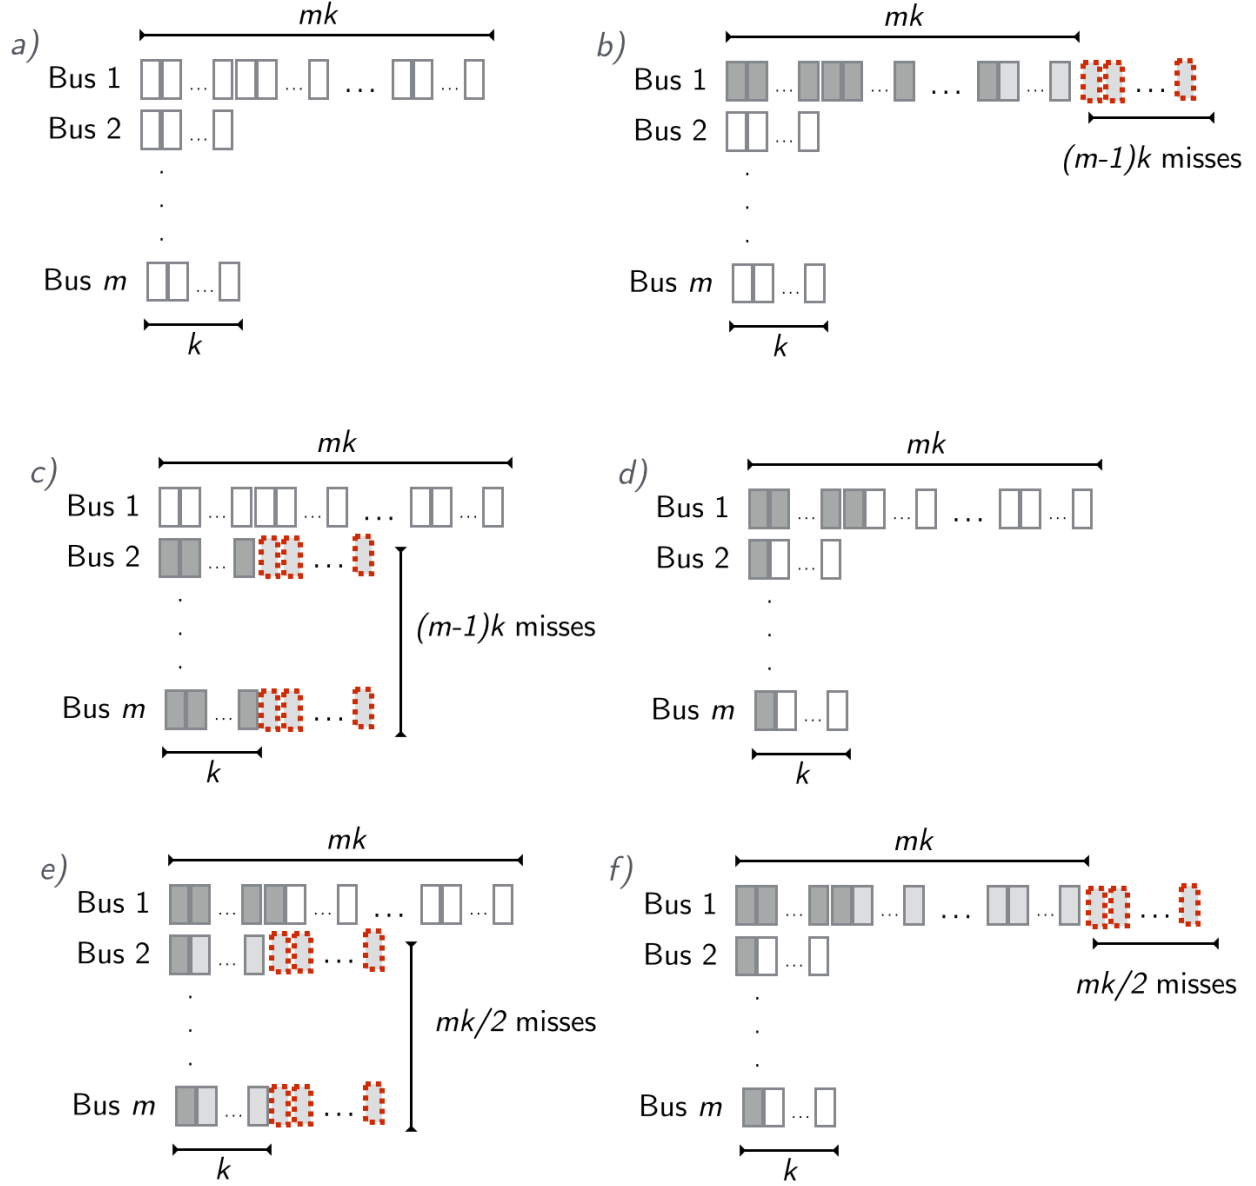 a)
mk
Bus 1
... ... ... ...
Bus 2
...
Bus m
...
k
b)
mk
Bus 1
... ... ... ... ...
Bus 2
...
(m-1)k misses
Bus m
...
k
c)
mk
Bus 1
... ... ... ...
Bus 2
... ...
(m-1)k misses
Bus m
... ...
k
d)
mk
Bus 1
... ... ... ...
Bus 2
...
Bus m
...
k
e)
mk
Bus 1
... ... ... ...
Bus 2
... ...
mk/2 misses
Bus m
... ...
k
f)
mk
Bus 1
... ... ... ... ...
Bus 2
...
mk/2 misses
Bus m
...
k